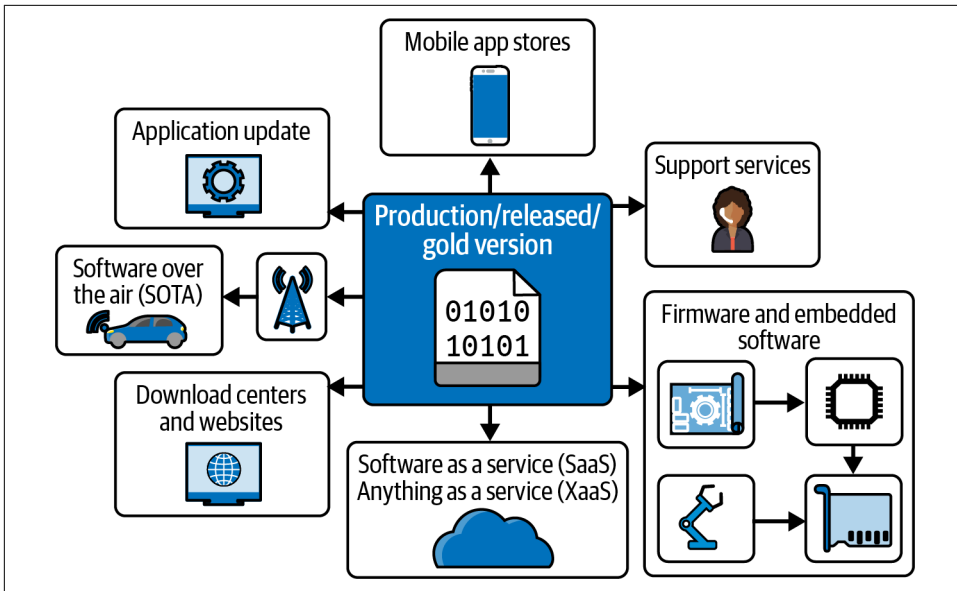 Mobile app stores
Application update
Support services
Production/released/
gold version
01010
10101
Software over
the air (SOTA)
Firmware and embedded
software
Download centers
and websites
Software as a service (SaaS)
Anything as a service (XaaS)